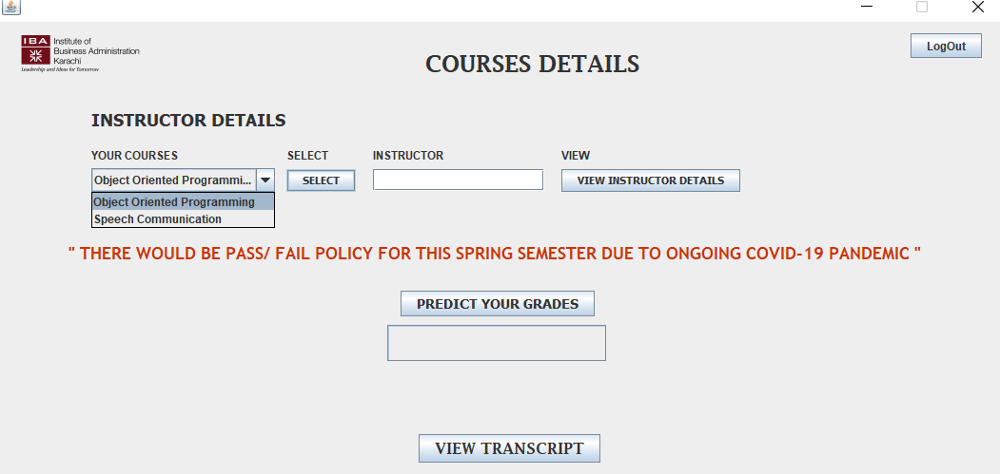 IBA
Institute of
Business Administration
Karachi
Leadership and Ideas for Tomorrow
LogOut
COURSES DETAILS
INSTRUCTOR DETAILS
YOUR COURSES SELECT INSTRUCTOR VIEW
Object Oriented Programmi... SELECT VIEW INSTRUCTOR DETAILS
Object Oriented Programming
Speech Communication
" THERE WOULD BE PASS/ FAIL POLICY FOR THIS SPRING SEMESTER DUE TO ONGOING COVID-19 PANDEMIC "
PREDICT YOUR GRADES
VIEW TRANSCRIPT